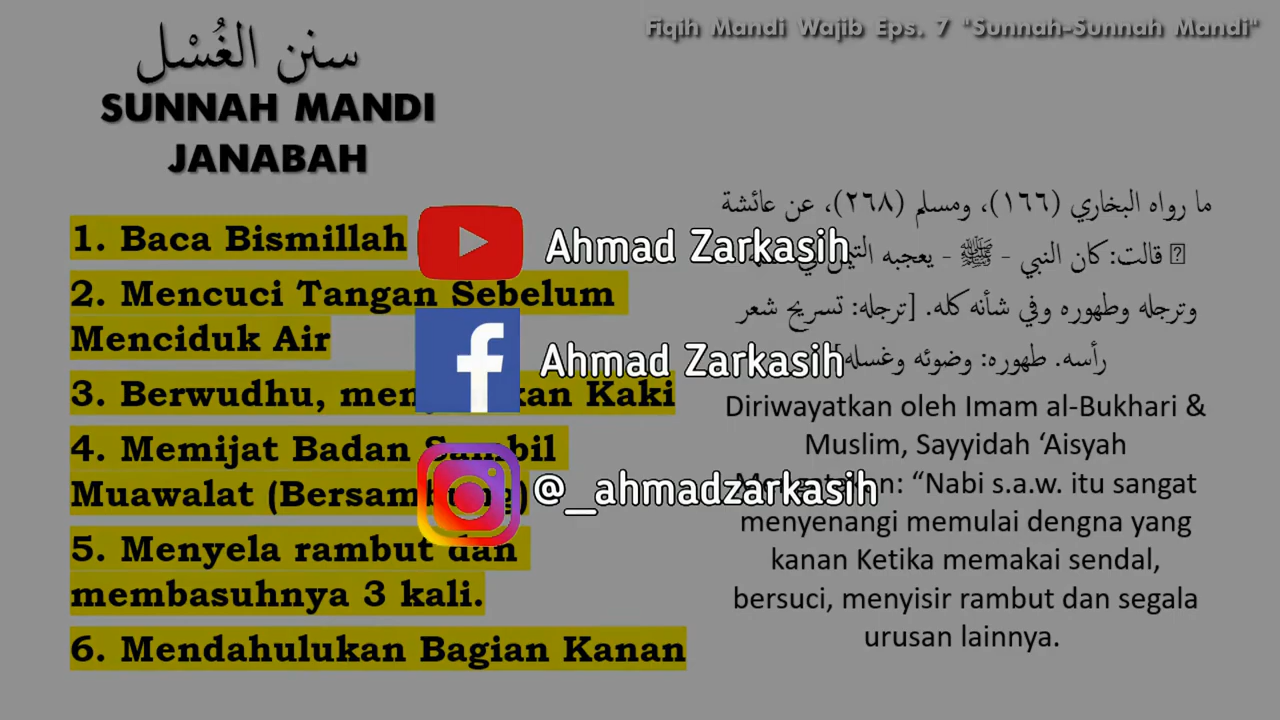 Fiqih Mandi Wajib Eps. 7 "Sunnah-Sunnah Mandi"
سنن الغُسْل
SUNNAH MANDI
JANABAH
1. Baca Bismillah
2. Mencuci Tangan Sebelum
Menciduk Air
3. Berwudhu, kan Kaki
4. Memijat Badan Sambil
Muawalat (Bersambung)
5. Menyela rambut dan
membasuhnya 3 kali.
6. Mendahulukan Bagian Kanan
Ahmad Zarkasih
Ahmad Zarkasih
@_ahmadzarkasih
ما رواه البخاري (١٦٦)، ومسلم (٢٦٨)، عن عائشة
قالت: كان النبي - ﷺ - يعجبه
وترجله وطهوره وفي شأنه كله. [ترجله: تسريح شعر
رأسه. طهوره: وضوئه وغسله]
Diriwayatkan oleh Imam al-Bukhari &
Muslim, Sayyidah ‘Aisyah
“Nabi s.a.w. itu sangat
menyenangi memulai dengna yang
kanan Ketika memakai sendal,
bersuci, menyisir rambut dan segala
urusan lainnya.